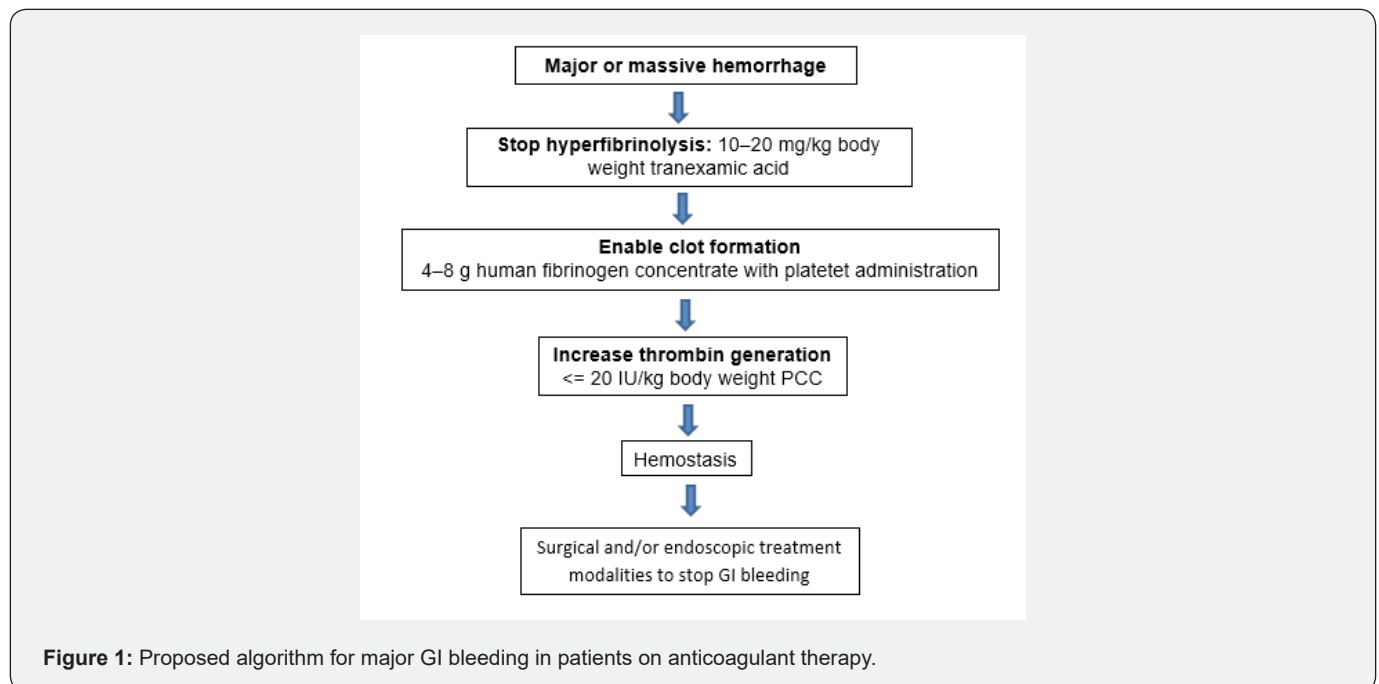 Major or massive hemorrhage
Stop hyperfibrinolysis: 10–20 mg/kg body
weight tranexamic acid
Enable clot formation
4–8 g human fibrinogen concentrate with platetet administration
Increase thrombin generation
<= 20 IU/kg body weight PCC
Hemostasis
Surgical and/or endoscopic treatment
modalities to stop GI bleeding
Figure 1: Proposed algorithm for major GI bleeding in patients on anticoagulant therapy.